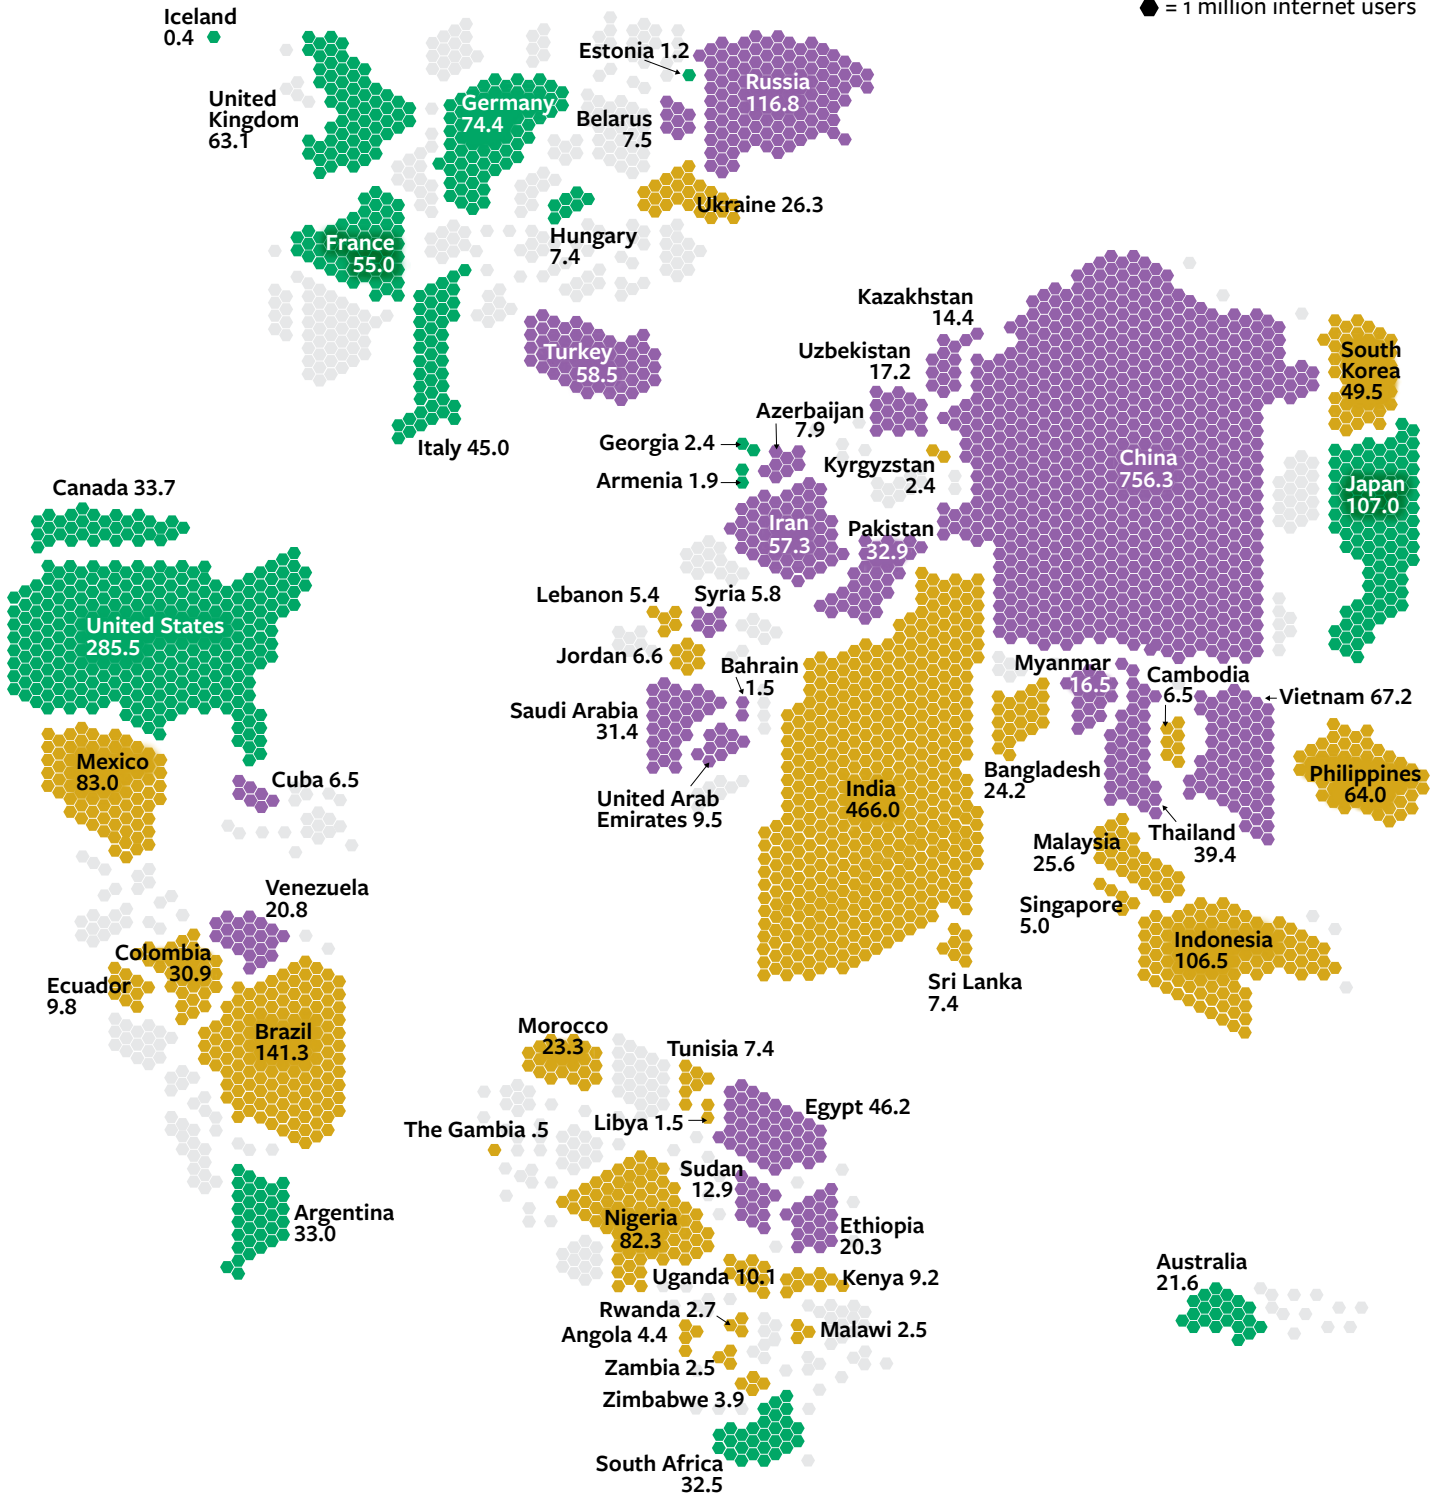 Iceland
0.4
= 1 million internet users
Estonia 1.2
United
Kingdom
63.1
Germany
74.4
Russia
116.8
Belarus
7.5
Ukraine 26.3
France
55.0
Hungary
7.4
Kazakhstan
14.4
Turkey
58.5
Uzbekistan
17.2
South
Korea
49.5
Azerbaijan
7.9
Italy 45.0
Georgia 2.4
Kyrgyzstan
2.4
China
756.3
Armenia 1.9
Japan
107.0
Canada 33.7
Iran
57.3
Pakistan
32.9
Lebanon 5.4
Syria 5.8
United States
285.5
Jordan 6.6
Bahrain
1.5
Myanmar
16.5
Cambodia
6.5
Vietnam 67.2
Saudi Arabia
31.4
Mexico
83.0
Cuba 6.5
India
466.0
Bangladesh
24.2
Philippines
64.0
United Arab
Emirates 9.5
Thailand
39.4
Malaysia
25.6
Venezuela
20.8
Singapore
5.0
Colombia
30.9
Indonesia
106.5
Ecuador
9.8
Sri Lanka
7.4
Brazil
141.3
Morocco
23.3
Tunisia 7.4
Egypt 46.2
Libya 1.5
The Gambia .5
Sudan
12.9
Argentina
33.0
Nigeria
82.3
Ethiopia
20.3
Australia
21.6
Uganda 10.1
Kenya 9.2
Rwanda 2.7
Angola 4.4
Malawi 2.5
Zambia 2.5
Zimbabwe 3.9
South Africa
32.5